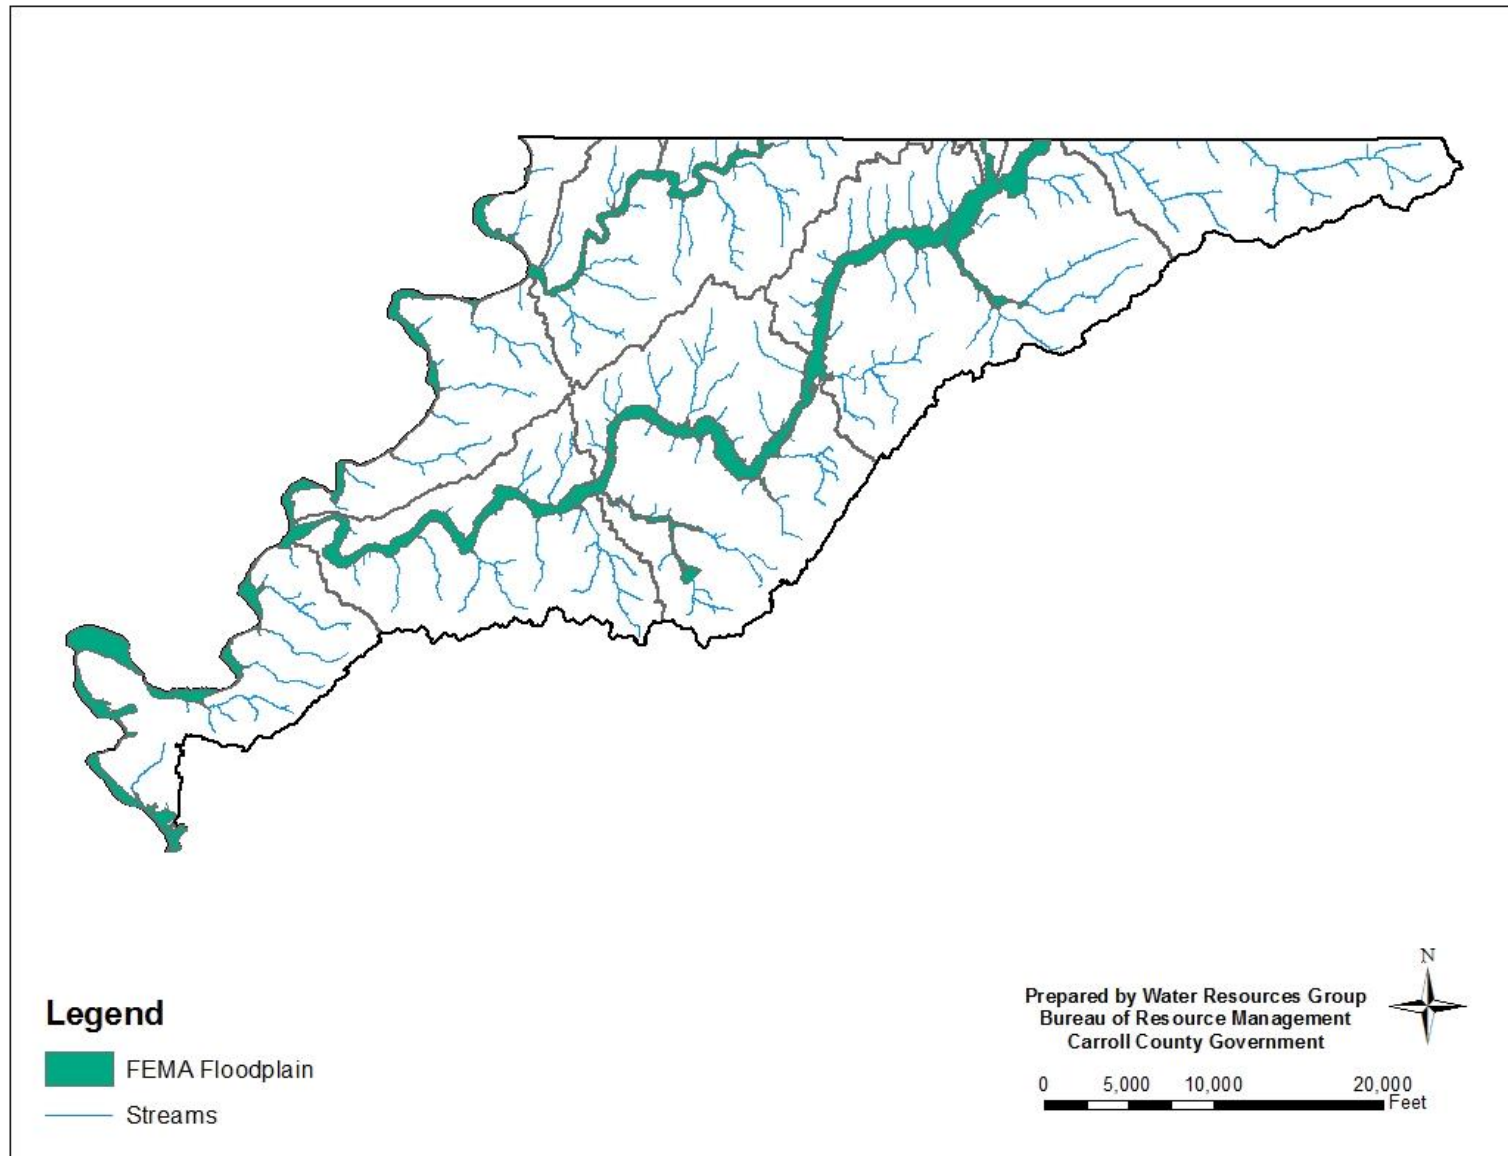 Legend
FEMA Floodplain
Streams
N
Prepared by Water Resources Group
Bureau of Resource Management
Carroll County Government
0 5,000 10,000 20,000
Feet